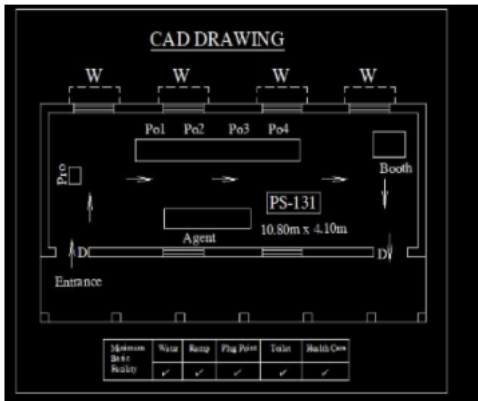 CAD DRAWING
W W W W
Po1 Po2 Po3 Po4
Pro
Booth
PS-131
10.80m x 4.10m
Agent
D D
Entrance
Minimum Basic Facility Water Ramp Plug Point Toilet Health Care
✓ ✓ ✓ ✓ ✓